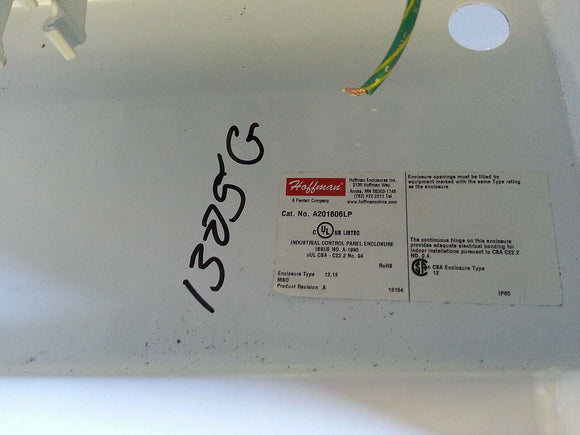 1305G
Hoffman
A Pentair Company
Hoffman Enclosures Inc.
2100 Hoffman Way
Anoka, MN 55303-1745
(763) 422-2211 Tel
www.hoffmanonline.com
Cat. No. A201606LP
C UL US LISTED
INDUSTRIAL CONTROL PANEL ENCLOSURE
ISSUE NO. A-1990
cUL CSA - C22.2 No. 94
RoHS
Enclosure Type 12,13
MBO
Product Revision : A
13154
Enclosure openings must be filled by
equipment marked with the same Type rating
as the enclosure.
The continuous hinge on this enclosure
provides adequate electrical bonding for
indoor installations pursuant to CSA C22.2
NO. 0.4.
CSA Enclosure Type
12
IP65